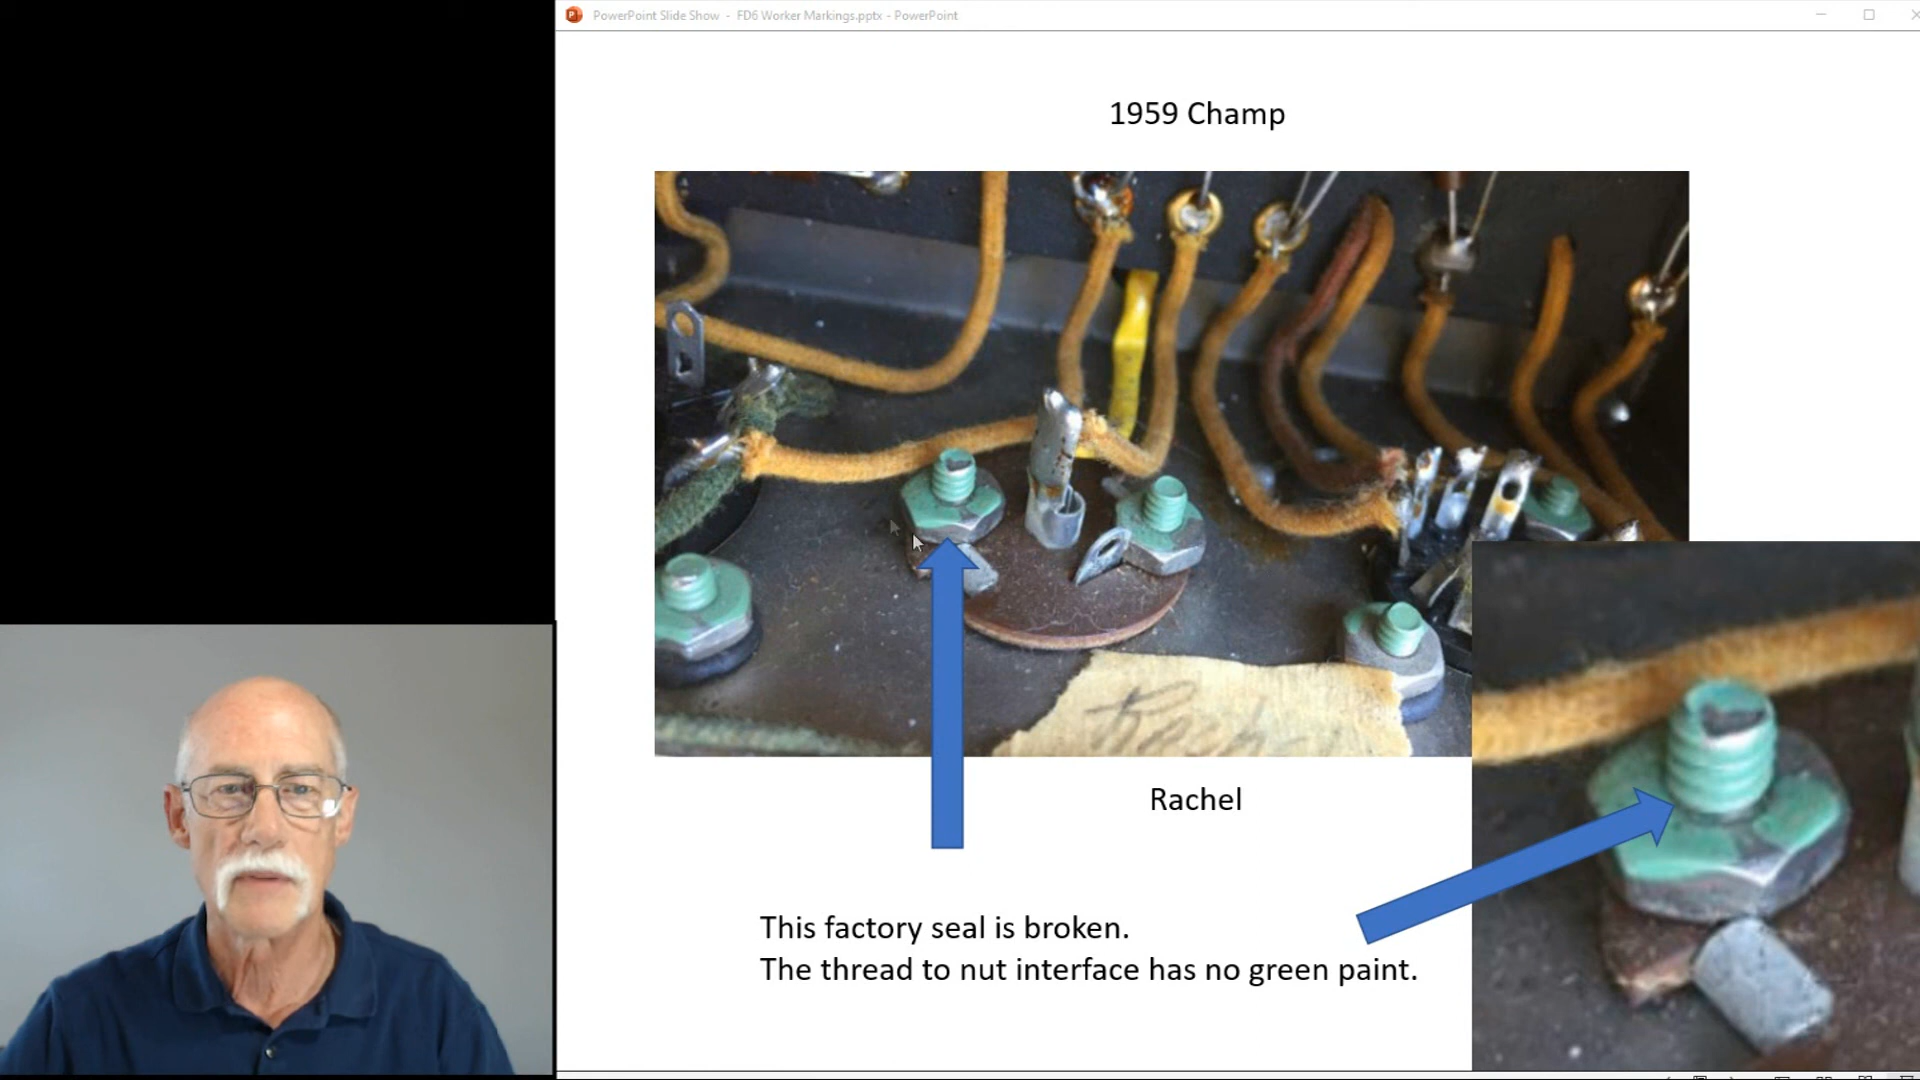 PowerPoint Slide Show - FD6 Worker Markings.pptx - PowerPoint
1959 Champ
Rachel
This factory seal is broken.
The thread to nut interface has no green paint.